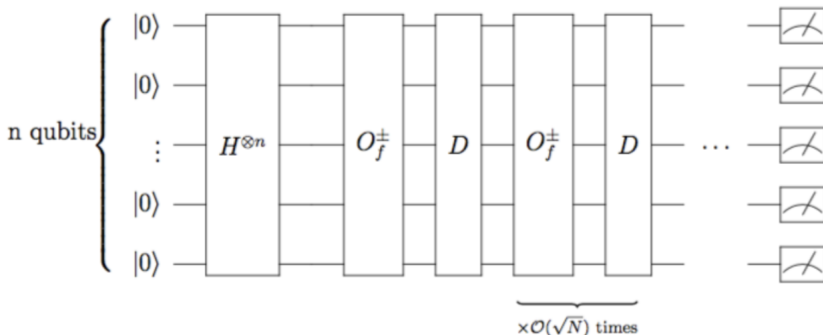 |0⟩
|0⟩
n qubits
⋮
H^{⊗n}
O_f^±
D
O_f^±
D
⋯
|0⟩
|0⟩
×𝒪(√N) times